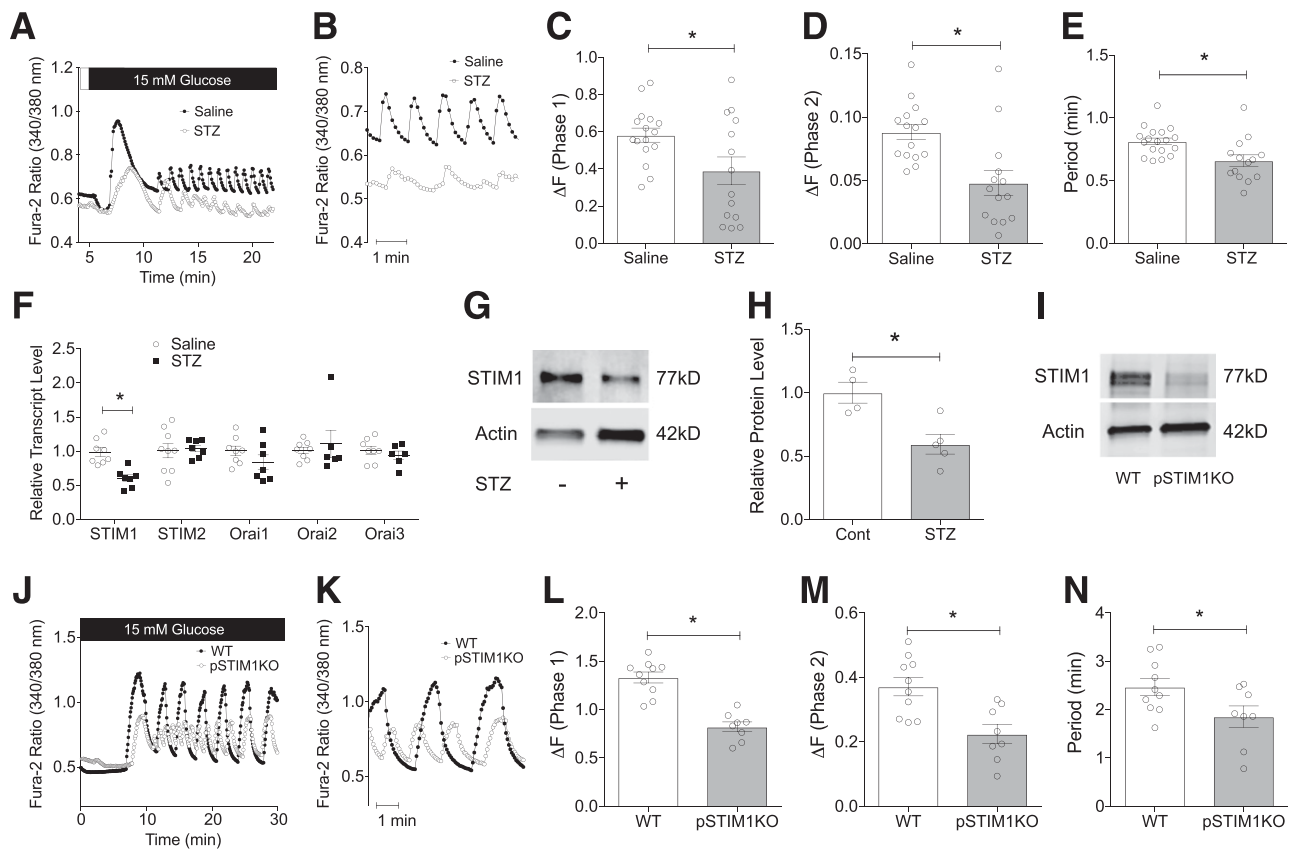 A
Fura-2 Ratio (340/380 nm)
1.2
1.0
0.8
0.6
0.4
15 mM Glucose
Saline
STZ
5
10
15
20
Time (min)
B
Fura-2 Ratio (340/380 nm)
0.8
0.7
0.6
0.5
0.4
Saline
STZ
1 min
C
ΔF (Phase 1)
1.0
0.8
0.6
0.4
0.2
0.0
*
Saline
STZ
D
ΔF (Phase 2)
0.15
0.10
0.05
0.00
*
Saline
STZ
E
Period (min)
1.5
1.0
0.5
0.0
*
Saline
STZ
F
Relative Transcript Level
2.5
2.0
1.5
1.0
0.5
0.0
Saline
STZ
*
STIM1
STIM2
Orai1
Orai2
Orai3
G
STIM1
77kD
Actin
42kD
STZ - +
H
Relative Protein Level
1.5
1.0
0.5
0.0
*
Cont
STZ
I
STIM1
77kD
Actin
42kD
WT pSTIM1KO
J
Fura-2 Ratio (340/380 nm)
15 mM Glucose
1.5
1.0
0.5
WT
pSTIM1KO
0
10
20
30
Time (min)
K
Fura-2 Ratio (340/380 nm)
1.5
1.0
0.5
WT
pSTIM1KO
1 min
L
ΔF (Phase 1)
2.0
1.5
1.0
0.5
0.0
*
WT
pSTIM1KO
M
ΔF (Phase 2)
0.6
0.4
0.2
0.0
*
WT
pSTIM1KO
N
Period (min)
4
3
2
1
0
*
WT
pSTIM1KO